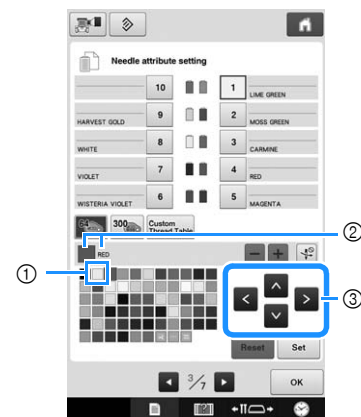 Needle attribute setting
10 1 LIME GREEN
HARVEST GOLD 9 2 MOSS GREEN
WHITE 8 3 CARMINE
VIOLET 7 4 RED
WISTERIA VIOLET 6 5 MAGENTA
64 300 Custom
Thread Table
RED
①
②
③
Reset Set
3/7 OK